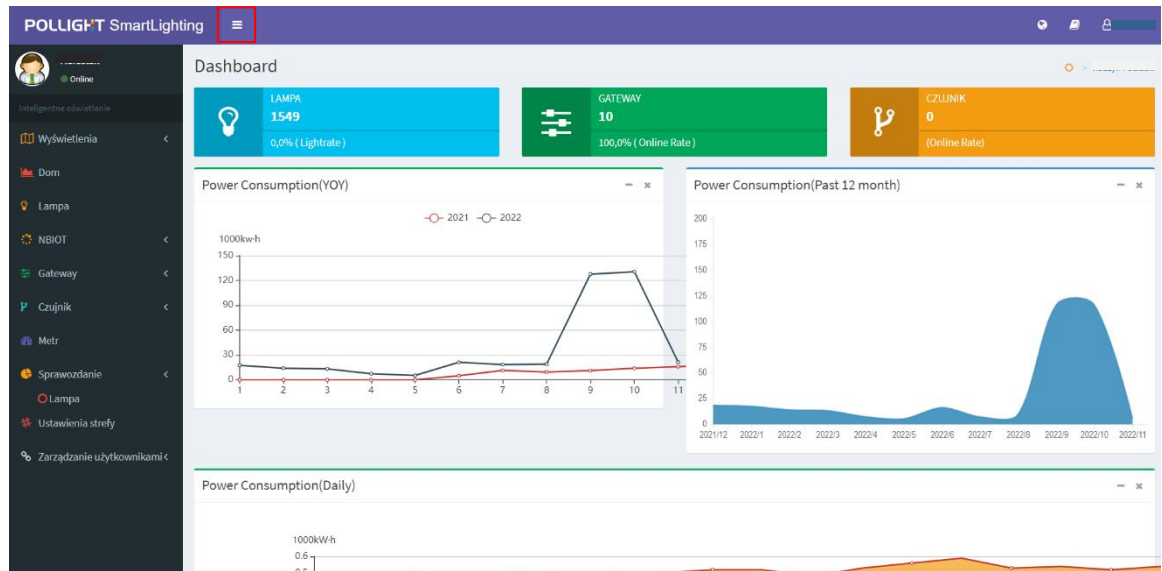 POLLIGHT SmartLighting
Online
Inteligentne oświetlenie
Wyświetlenia
Dom
Lampa
NBIOT
Gateway
Czujnik
Metr
Sprawozdanie
Lampa
Ustawienia strefy
Zarządzanie użytkownikami
Dashboard
LAMPA
1549
0,0% ( Lightrate )
GATEWAY
10
100,0% ( Online Rate )
CZUJNIK
0
(Online Rate)
Power Consumption(YOY)
2021 2022
1000kw-h
150
120
90
60
30
0
1 2 3 4 5 6 7 8 9 10 11
Power Consumption(Past 12 month)
200
175
150
125
100
75
50
25
0
2021/12 2022/1 2022/2 2022/3 2022/4 2022/5 2022/6 2022/7 2022/8 2022/9 2022/10 2022/11
Power Consumption(Daily)
1000kW-h
0.6